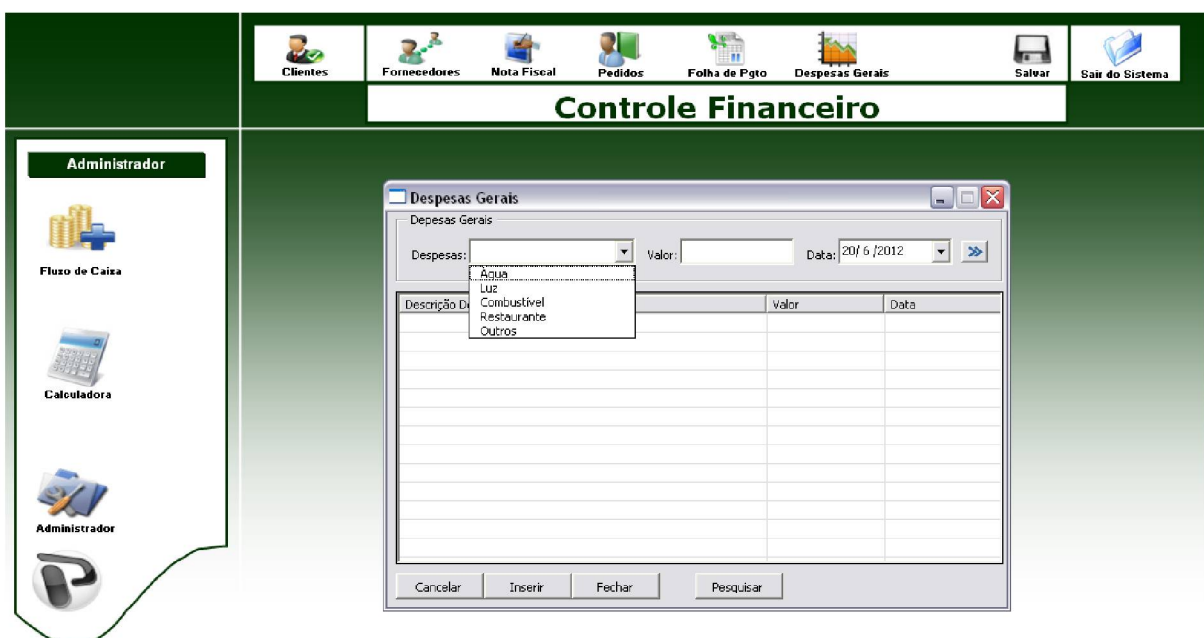 Clientes
Fornecedores
Nota Fiscal
Pedidos
Folha de Pgto
Despesas Gerais
Salvar
Sair do Sistema
Controle Financeiro
Administrador
Fluxo de Caixa
Calculadora
Administrador
Despesas Gerais
Depesas Gerais
Despesas:
Valor:
Data: 20/ 6 /2012
Água
Luz
Combustível
Restaurante
Outros
Descrição Valor Data
Cancelar Inserir Fechar Pesquisar